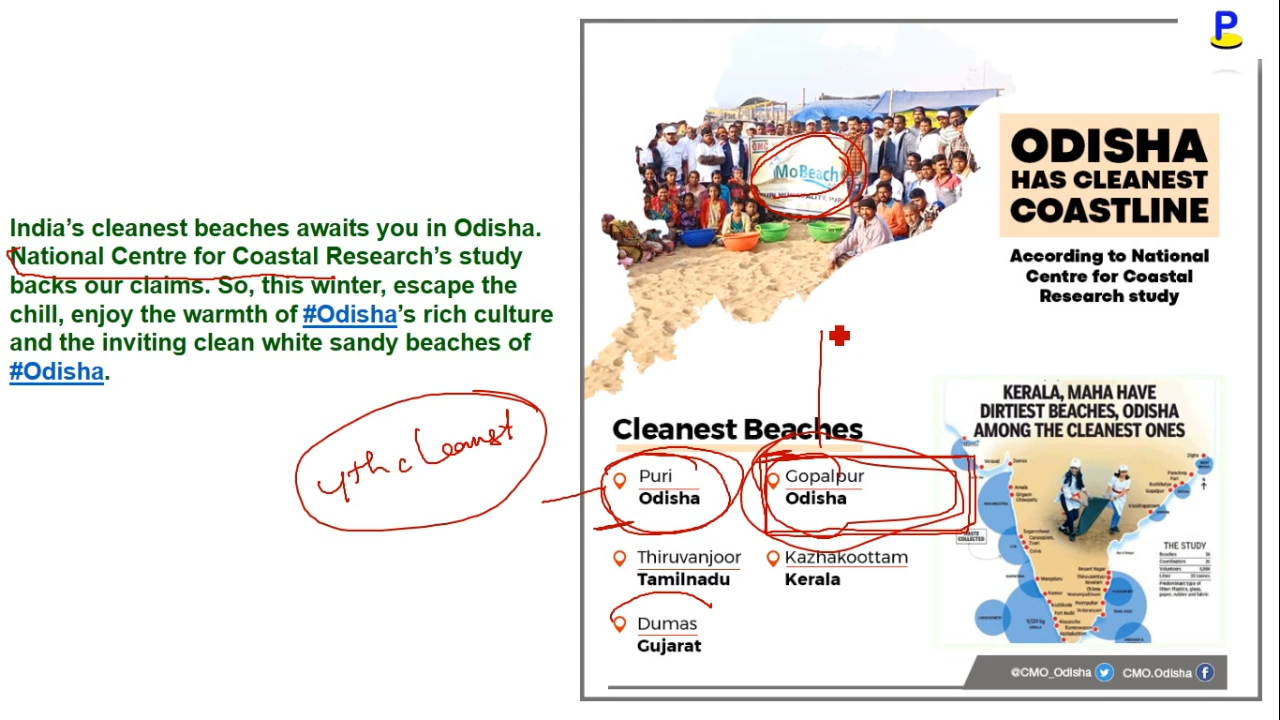 P
India’s cleanest beaches awaits you in Odisha.
National Centre for Coastal Research’s study
backs our claims. So, this winter, escape the
chill, enjoy the warmth of #Odisha’s rich culture
and the inviting clean white sandy beaches of
#Odisha.
4th cleanest
MoBeach
ODISHA
HAS CLEANEST
COASTLINE
According to National
Centre for Coastal
Research study
Cleanest Beaches
Puri
Odisha
Gopalpur
Odisha
Thiruvanjoor
Tamilnadu
Kazhakoottam
Kerala
Dumas
Gujarat
KERALA, MAHA HAVE
DIRTIEST BEACHES, ODISHA
AMONG THE CLEANEST ONES
THE STUDY
@CMO_Odisha
CMO.Odisha